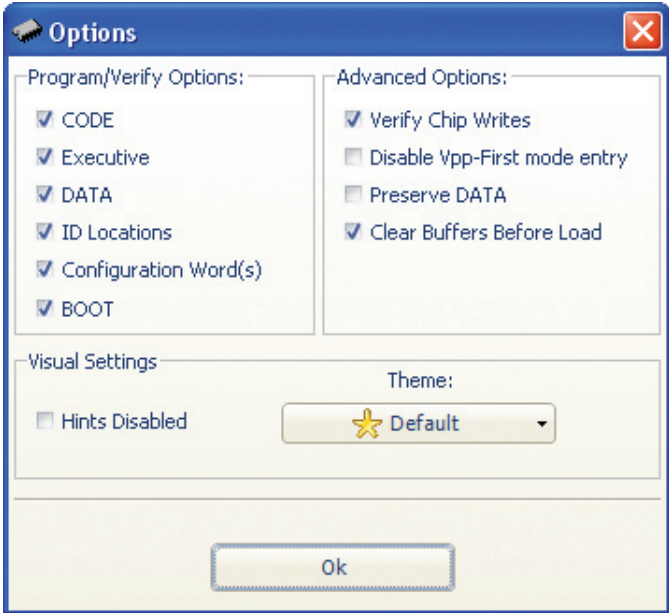 Options
Program/Verify Options:
CODE
Executive
DATA
ID Locations
Configuration Word(s)
BOOT
Advanced Options:
Verify Chip Writes
Disable Vpp-First mode entry
Preserve DATA
Clear Buffers Before Load
Visual Settings
Hints Disabled
Theme:
Default
Ok